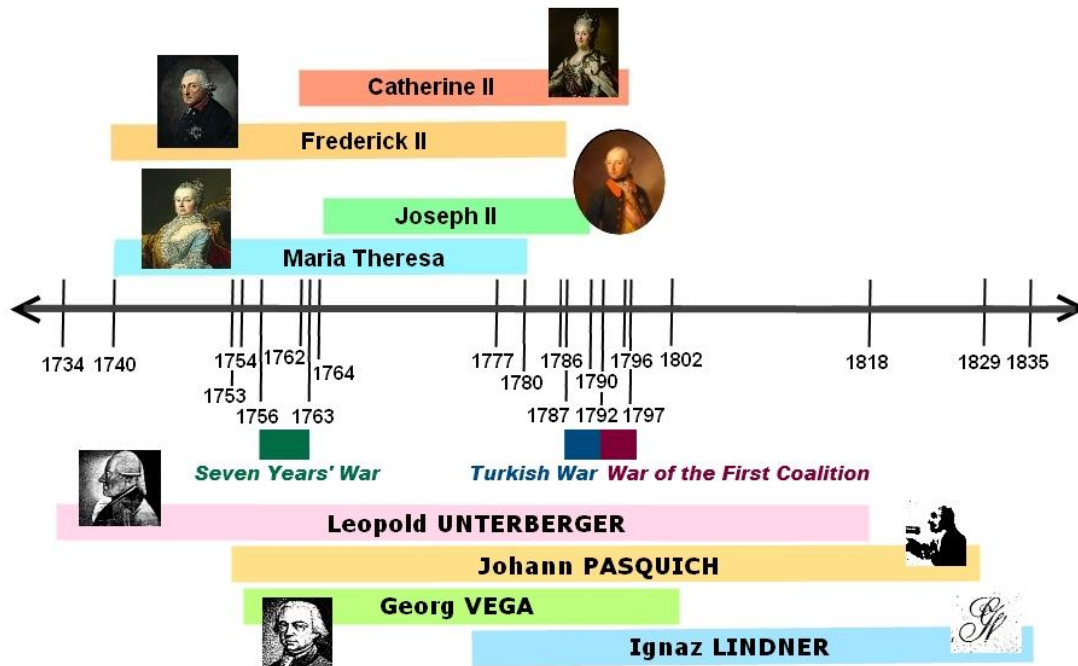 Catherine II
Frederick II
Joseph II
Maria Theresa
1734 1740 1754 1762 1764 1777 1780 1786 1790 1796 1802 1818 1829 1835
1753
1756 1763 1787 1792 1797
Seven Years' War Turkish War War of the First Coalition
Leopold UNTERBERGER
Johann PASQUICH
Georg VEGA
Ignaz LINDNER